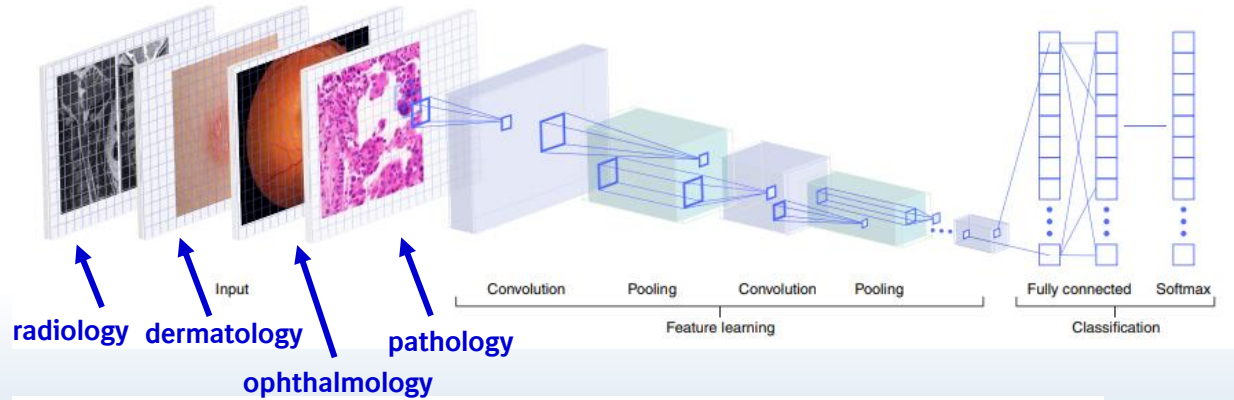 Input
Convolution
Pooling
Convolution
Pooling
Fully connected
Softmax
Feature learning
Classification
radiology
dermatology
ophthalmology
pathology